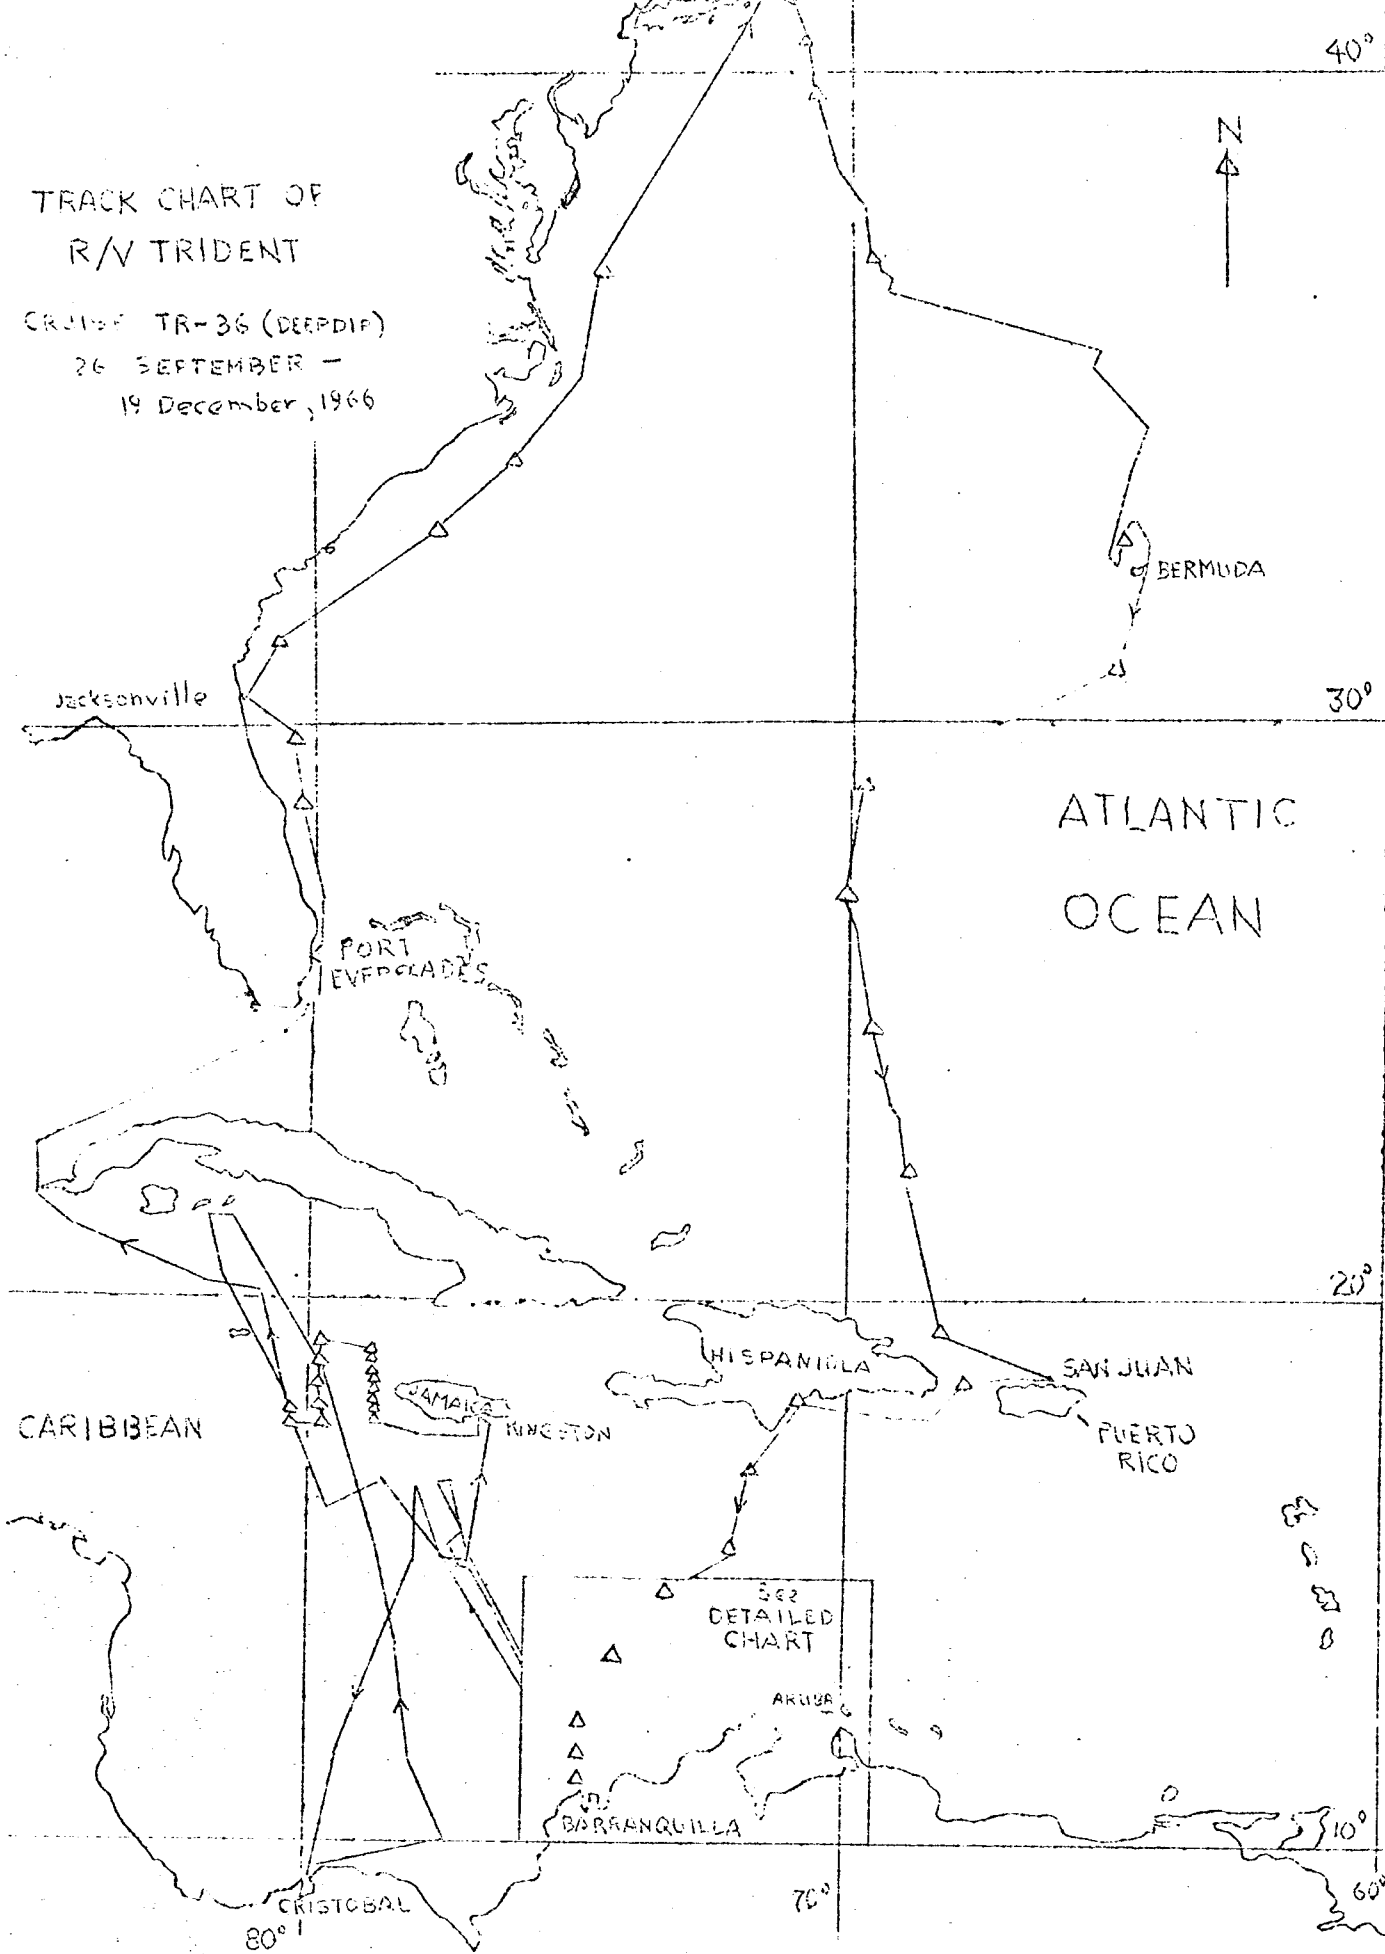 40°
N
TRACK CHART OF
R/V TRIDENT
CRUISE TR-36 (DEEPDIP)
26 SEPTEMBER -
19 December, 1966
BERMUDA
Jacksonville
30°
ATLANTIC
OCEAN
PORT
EVERGLADES
20°
HISPANIOLA
SAN JUAN
JAMAICA
CARIBBEAN
KINGSTON
PUERTO
RICO
SEE
DETAILED
CHART
ARUBA
BARRANQUILLA
10°
CRISTOBAL
80°
70°
60°